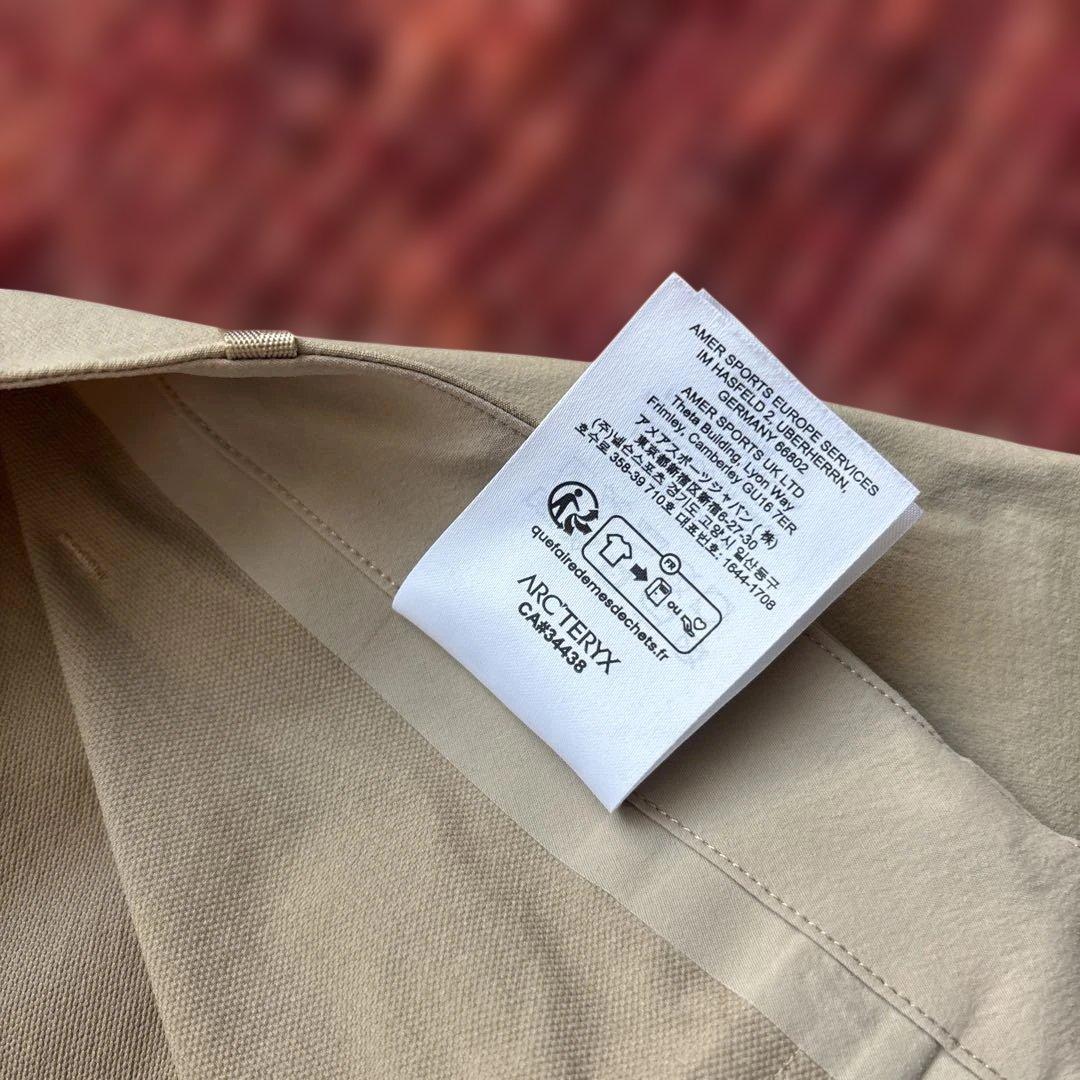 AMER SPORTS EUROPE SERVICES
IM HASFELD 2, UBERHERRN,
GERMANY, 66802
AMER SPORTS UK LTD
Theta Building, Lyon Way
Frimley, Camberley GU16 7ER
アメアスポーツジャパン (株)
東京都新宿区新宿6-27-30
(주)넬슨스포츠 경기도 고양시 일산동구
호수로 358-39 710호 대표번호: 1644-1708
FR
OU
quefairedemesdechets.fr
ARC'TERYX
CA#34438